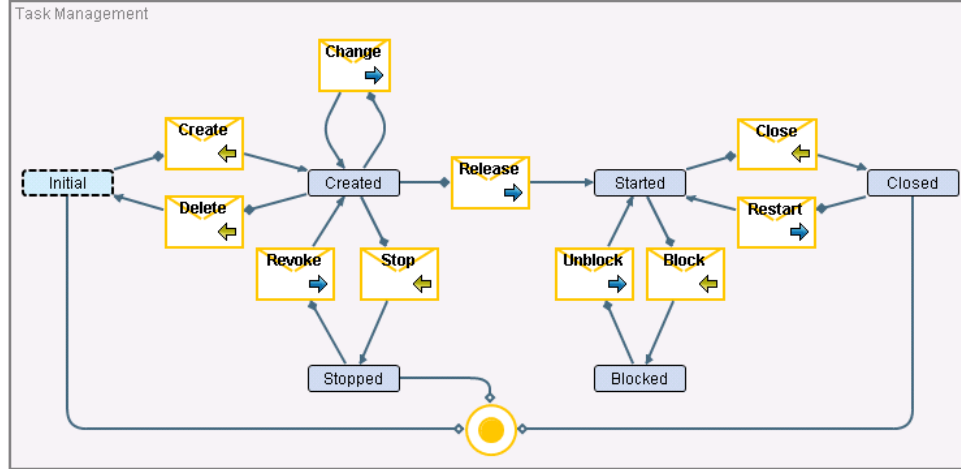 Task Management
Change
Create
Close
Initial
Created
Release
Started
Closed
Delete
Restart
Revoke
Stop
Unblock
Block
Stopped
Blocked